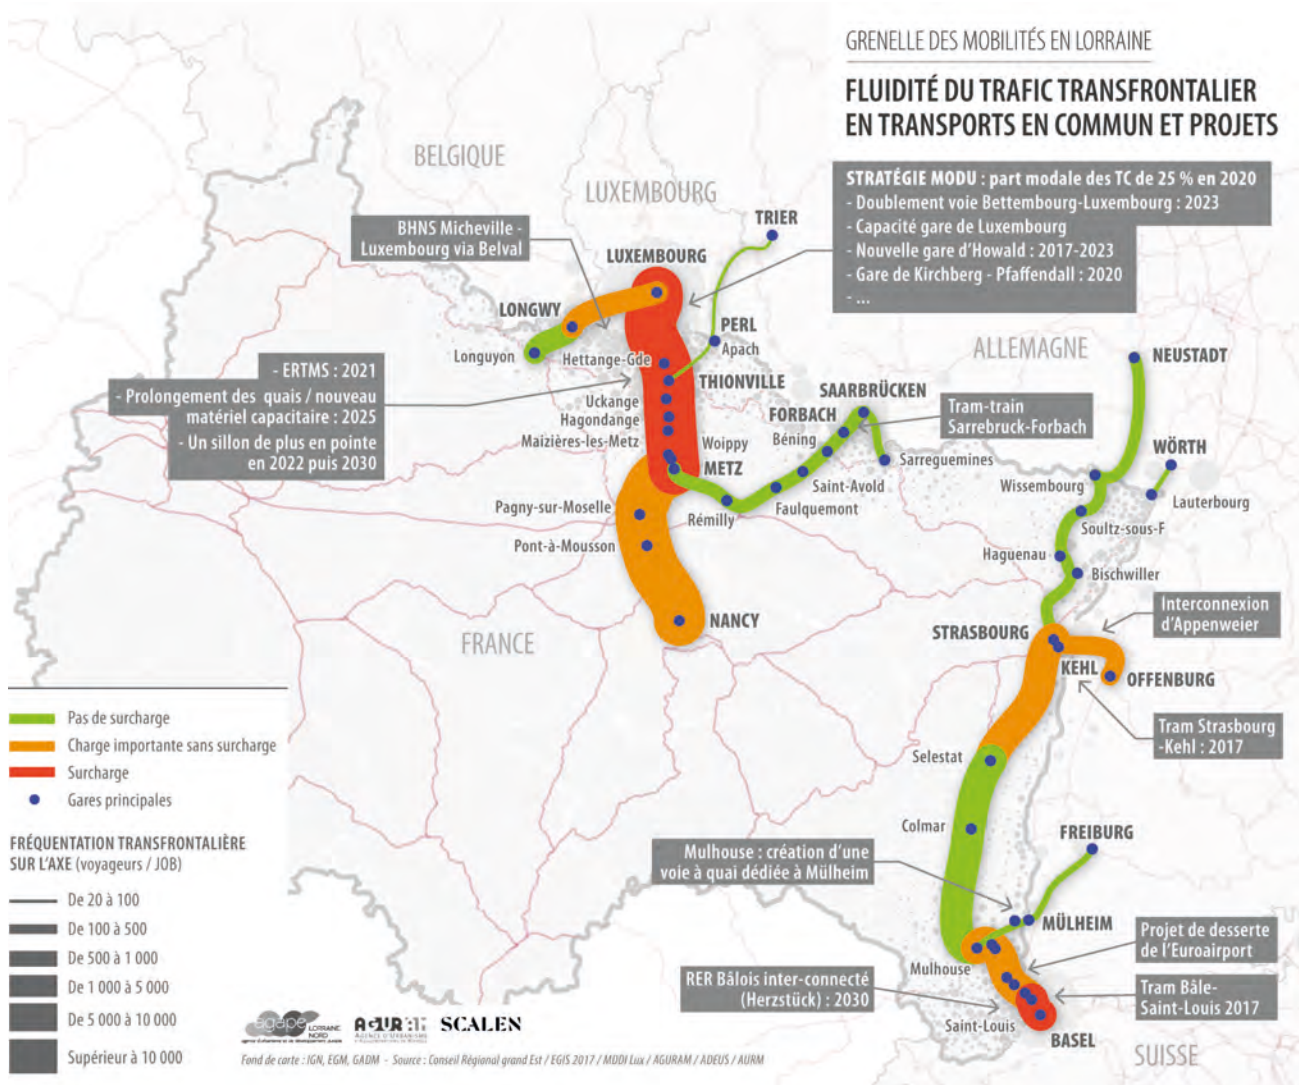 GRENELLE DES MOBILITÉS EN LORRAINE
FLUIDITÉ DU TRAFIC TRANSFRONTALIER
EN TRANSPORTS EN COMMUN ET PROJETS
STRATÉGIE MODU : part modale des TC de 25 % en 2020
- Doublement voie Bettembourg-Luxembourg : 2023
- Capacité gare de Luxembourg
- Nouvelle gare d'Howald : 2017-2023
- Gare de Kirchberg - Pfaffendall : 2020
- ...
BELGIQUE
LUXEMBOURG
TRIER
BHNS Micheville -
Luxembourg via Belval
LUXEMBOURG
LONGWY
Longuyon
Hettange-Gde
PERL
Apach
ALLEMAGNE
NEUSTADT
- ERTMS : 2021
- Prolongement des quais / nouveau
matériel capacitaire : 2025
- Un sillon de plus en pointe
en 2022 puis 2030
THIONVILLE
Uckange
Hagondange
Maizières-les-Metz
Woippy
METZ
SAARBRÜCKEN
FORBACH
Béning
Tram-train
Sarrebruck-Forbach
Sarreguemines
Saint-Avold
Faulquemont
Rémilly
WÖRTH
Wissembourg
Lauterbourg
Soultz-sous-F
Haguenau
Bischwiller
Pagny-sur-Moselle
Pont-à-Mousson
NANCY
FRANCE
Interconnexion
d'Appenweier
STRASBOURG
KEHL
OFFENBURG
Tram Strasbourg
-Kehl : 2017
Selestat
Colmar
FREIBURG
Mulhouse : création d'une
voie à quai dédiée à Mülheim
MÜLHEIM
Projet de desserte
de l'Euroairport
Mulhouse
RER Bâlois inter-connecté
(Herzstück) : 2030
Tram Bâle-
Saint-Louis 2017
Saint-Louis
BASEL
SUISSE
Pas de surcharge
Charge importante sans surcharge
Surcharge
Gares principales
FRÉQUENTATION TRANSFRONTALIÈRE
SUR L'AXE (voyageurs / JOB)
De 20 à 100
De 100 à 500
De 500 à 1 000
De 1 000 à 5 000
De 5 000 à 10 000
Supérieur à 10 000
agape LORRAINE
NORD
AGURAM
AGENCE D'URBANISME
SCALEN
Fond de carte : IGN, EGM, GADM - Source : Conseil Régional grand Est / EGIS 2017 / MDDI Lux / AGURAM / ADEUS / AURM